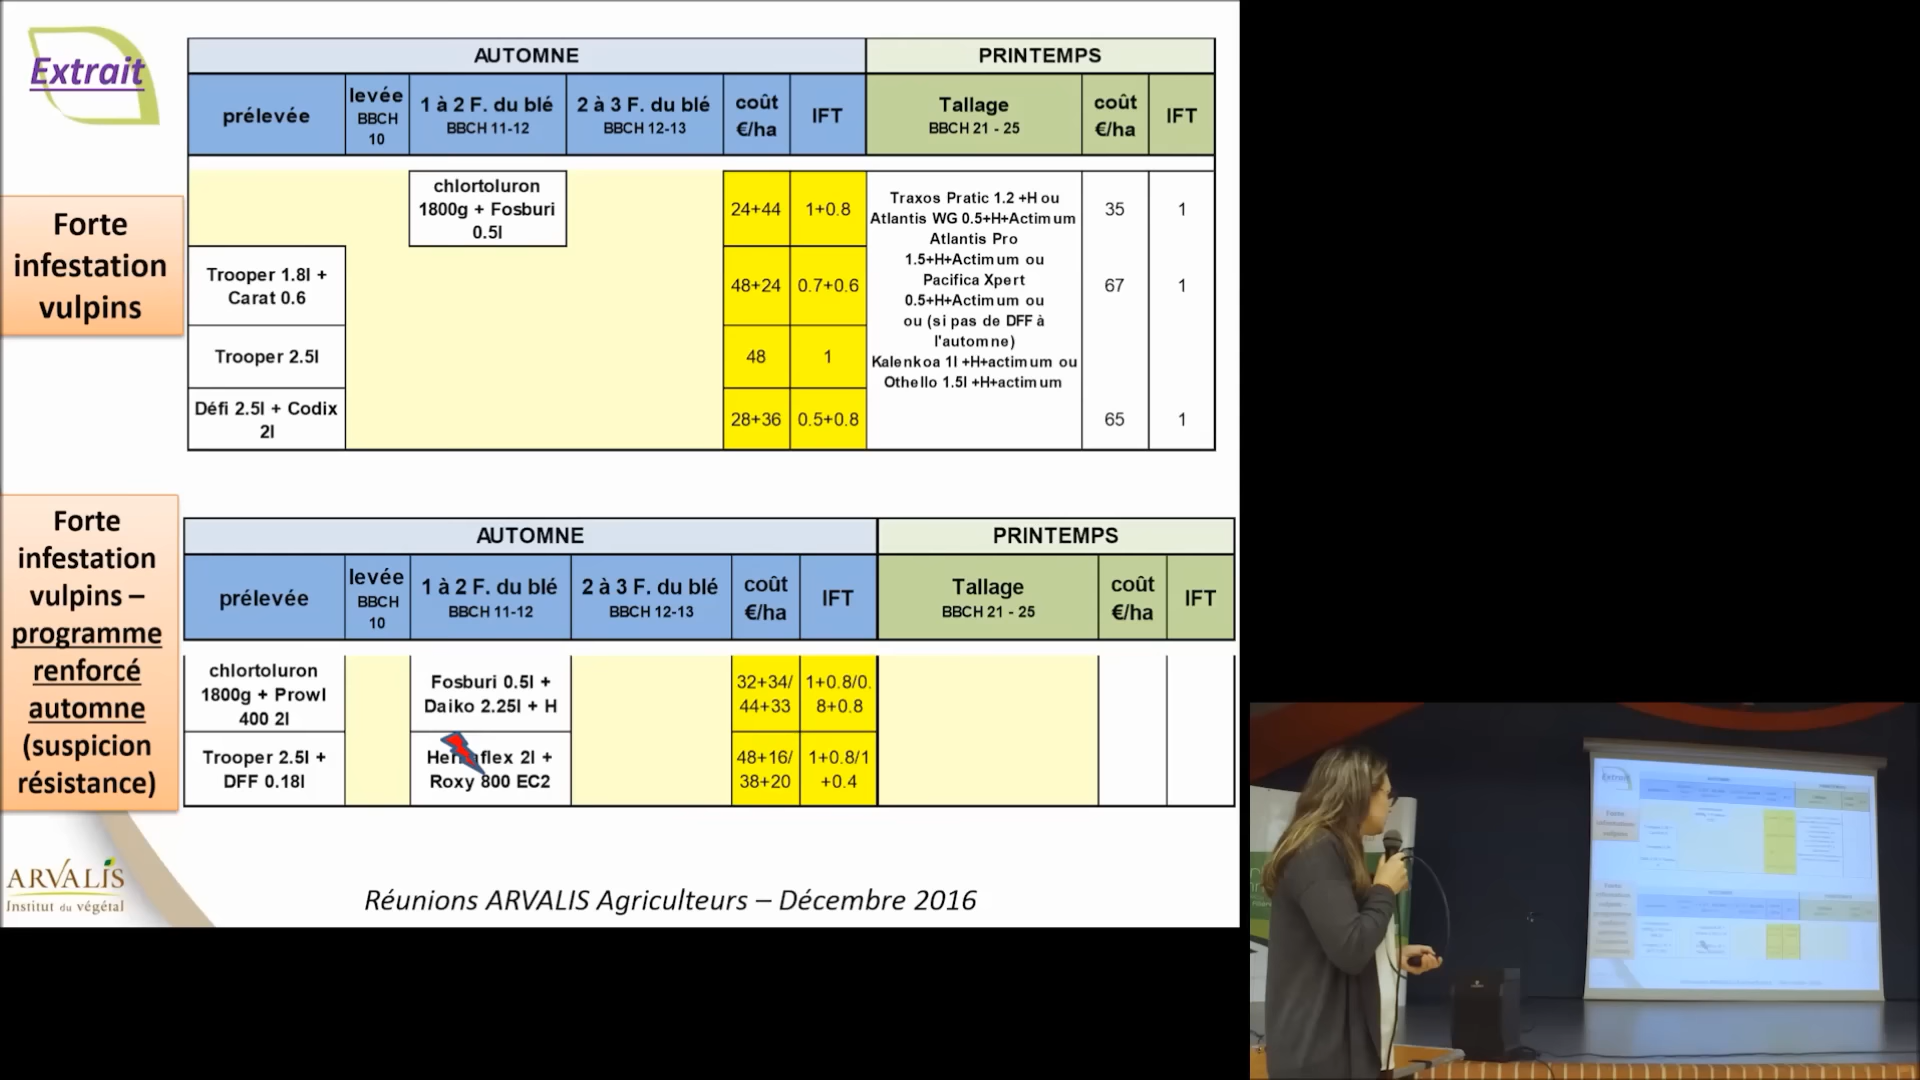 Extrait
AUTOMNE
PRINTEMPS
prélevée
levée
BBCH
10
1 à 2 F. du blé
BBCH 11-12
2 à 3 F. du blé
BBCH 12-13
coût
€/ha
IFT
Tallage
BBCH 21 - 25
coût
€/ha
IFT
Forte
infestation
vulpins
chlortoluron
1800g + Fosburi
0.5l
24+44
1+0.8
Trooper 1.8l +
Carat 0.6
48+24
0.7+0.6
Trooper 2.5l
48
1
Défi 2.5l + Codix
2l
28+36
0.5+0.8
Traxos Pratic 1.2 +H ou
Atlantis WG 0.5+H+Actimum
Atlantis Pro
1.5+H+Actimum ou
Pacifica Xpert
0.5+H+Actimum ou
ou (si pas de DFF à
l'automne)
Kalenkoa 1l +H+actimum ou
Othello 1.5l +H+actimum
35
1
67
1
65
1
Forte
infestation
vulpins –
programme
renforcé
automne
(suspicion
résistance)
AUTOMNE
PRINTEMPS
prélevée
levée
BBCH
10
1 à 2 F. du blé
BBCH 11-12
2 à 3 F. du blé
BBCH 12-13
coût
€/ha
IFT
Tallage
BBCH 21 - 25
coût
€/ha
IFT
chlortoluron
1800g + Prowl
400 2l
Fosburi 0.5l +
Daiko 2.25l + H
32+34/
44+33
1+0.8/0.
8+0.8
Trooper 2.5l +
DFF 0.18l
2l +
Roxy 800 EC2
48+16/
38+20
1+0.8/1
+0.4
ARVALIS
Institut du végétal
Réunions ARVALIS Agriculteurs – Décembre 2016